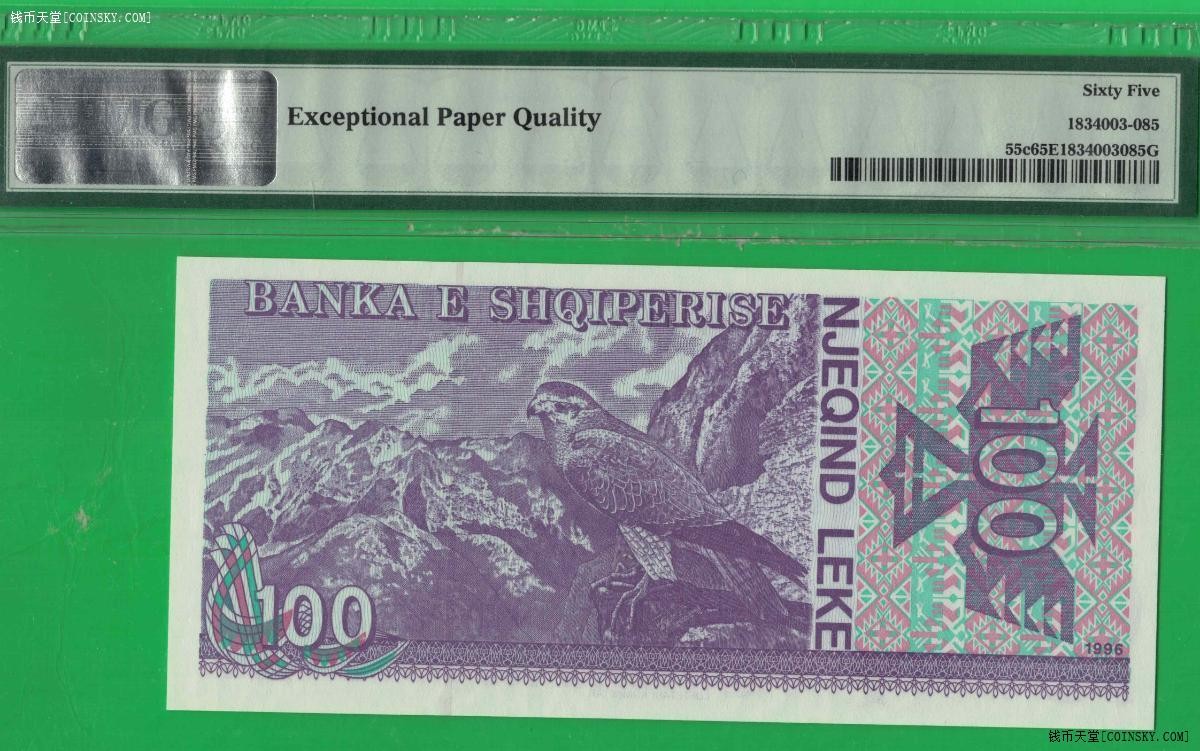 钱币天堂[COINSKY.COM]
PMG
Exceptional Paper Quality
Sixty Five
1834003-085
55c65E1834003085G
BANKA E SHQIPERISE
NJEQIND LEKE
100
100
1996
钱币天堂[COINSKY.COM]